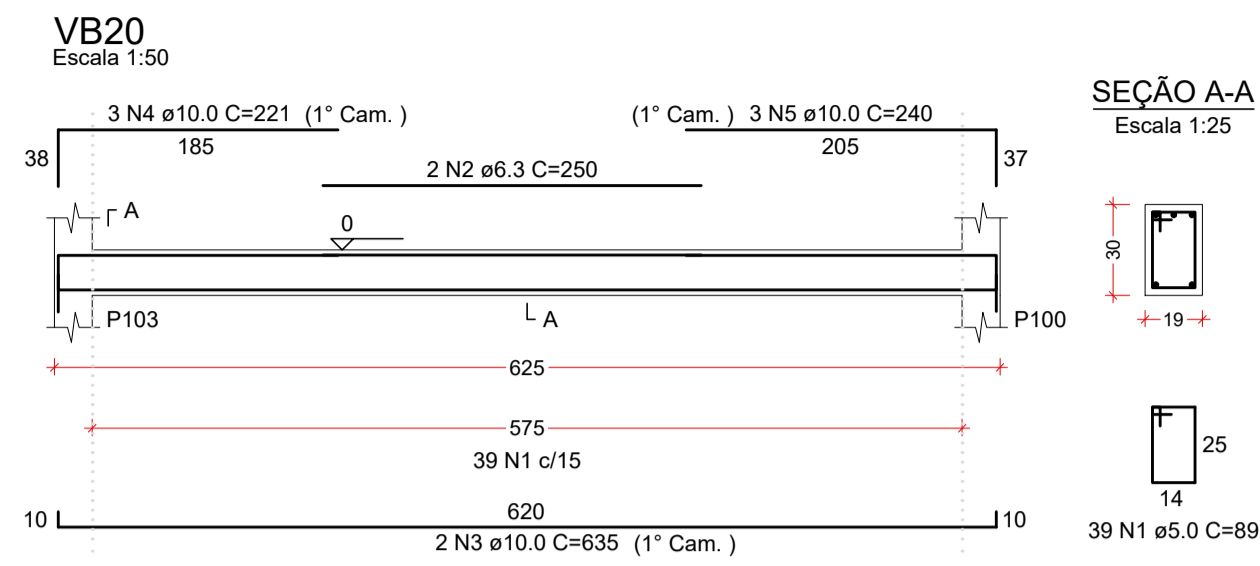 VB20
Escala 1:50
3 N4 ø10.0 C=221 (1° Cam. )
185
38
(1° Cam. ) 3 N5 ø10.0 C=240
205
37
2 N2 ø6.3 C=250
A
0
A
P103
P100
625
575
39 N1 c/15
10
620
10
2 N3 ø10.0 C=635 (1° Cam. )
SEÇÃO A-A
Escala 1:25
30
19
25
14
39 N1 ø5.0 C=89